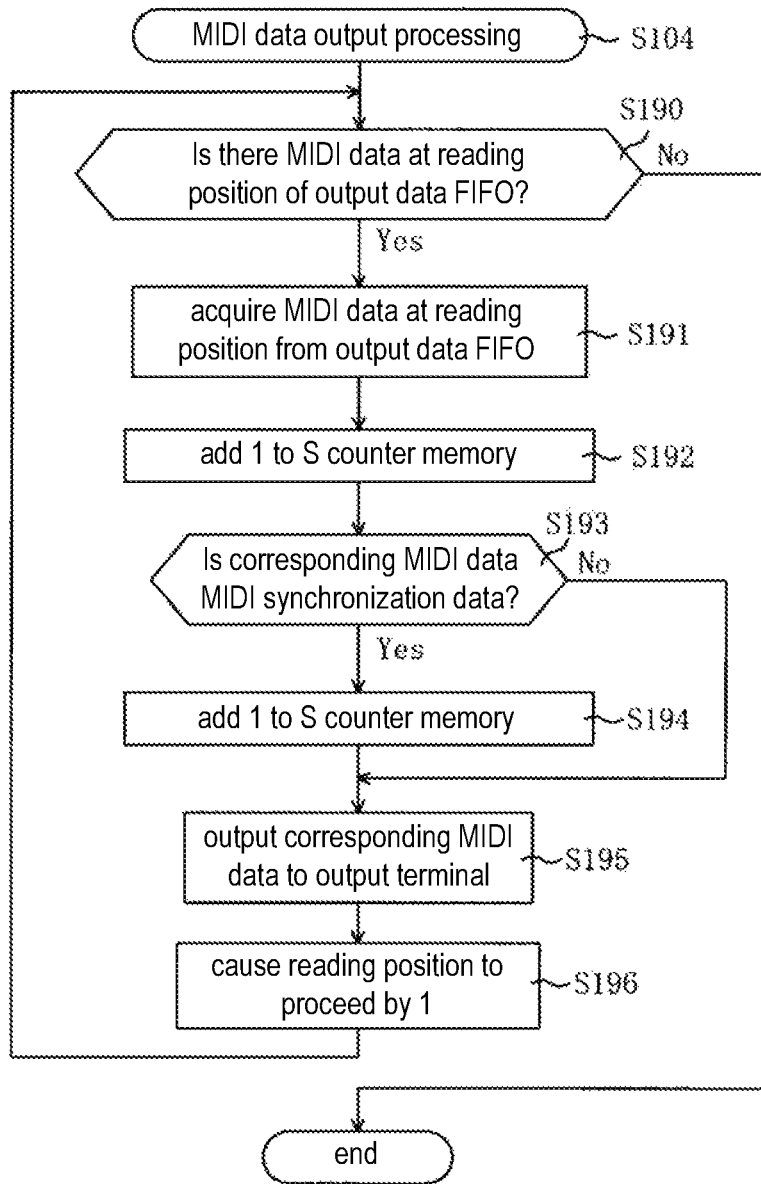 MIDI data output processing
S104
S190
Is there MIDI data at reading
position of output data FIFO?
No
Yes
acquire MIDI data at reading
position from output data FIFO
S191
add 1 to S counter memory
S192
S193
Is corresponding MIDI data
MIDI synchronization data?
No
Yes
add 1 to S counter memory
S194
output corresponding MIDI
data to output terminal
S195
cause reading position to
proceed by 1
S196
end